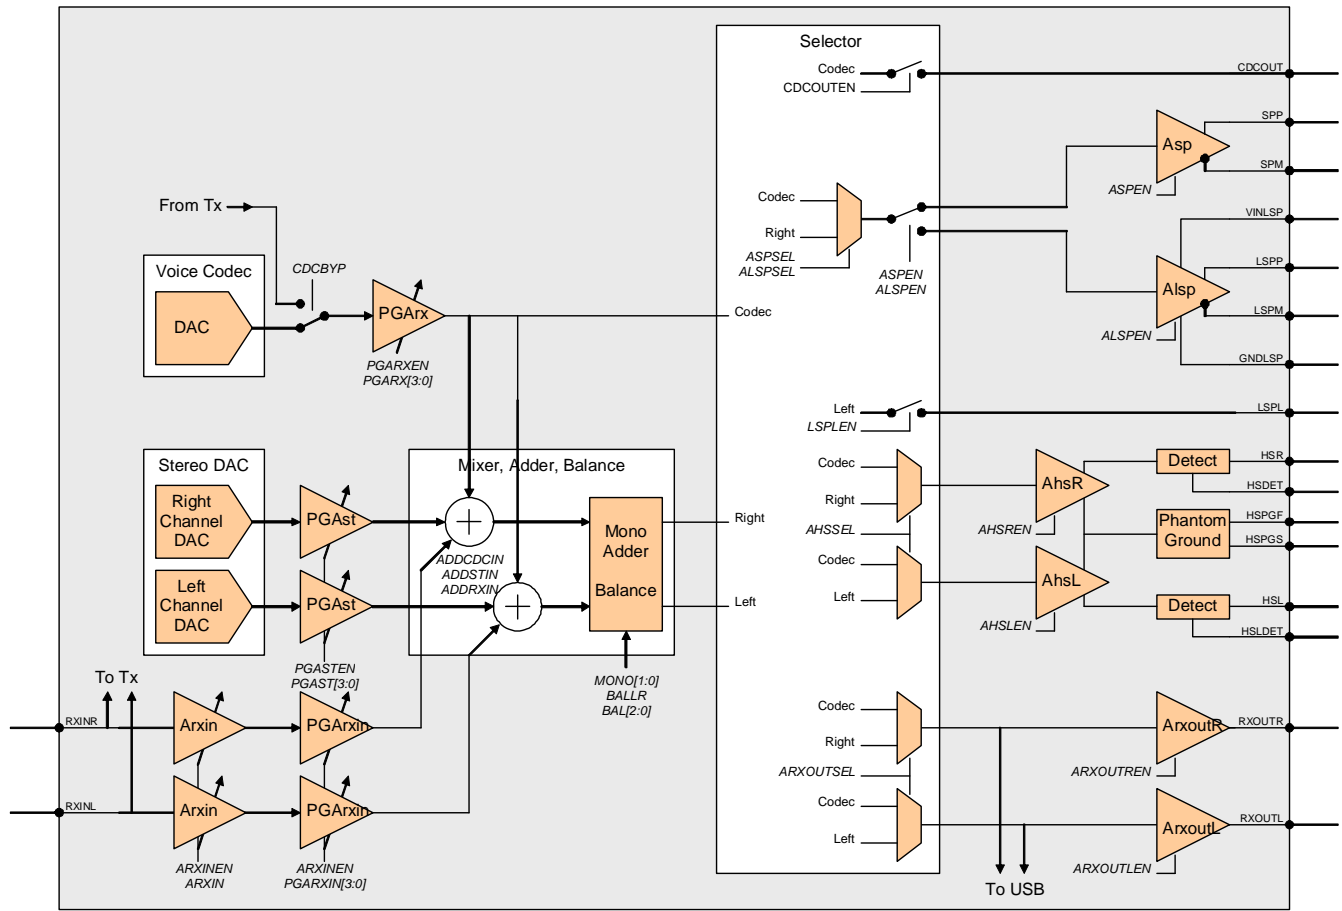 Selector
Codec
CDCOUTEN
CDCOUT
SPP
Asp
SPM
ASPEN
From Tx
Codec
Right
ASPSEL
ALSPSEL
ASPEN
ALSPEN
VINLSP
LSPP
Alsp
LSPM
ALSPEN
GNDLSP
Voice Codec
DAC
CDCBYP
PGArx
PGARXEN
PGARX[3:0]
Codec
Left
LSPLEN
LSPL
Stereo DAC
Right
Channel
DAC
Left
Channel
DAC
PGAst
PGAst
PGASTEN
PGAST[3:0]
Mixer, Adder, Balance
ADDCDCIN
ADDSTIN
ADDRXIN
Mono
Adder
Balance
MONO[1:0]
BALLR
BAL[2:0]
Right
Left
Codec
Right
AHSSEL
Codec
Left
AhsR
AHSREN
AhsL
AHSLEN
Detect
HSR
HSDET
Phantom
Ground
HSPGF
HSPGS
Detect
HSL
HSLDET
To Tx
RXINR
Arxin
PGArxin
RXINL
Arxin
PGArxin
ARXINEN
ARXIN
ARXINEN
PGARXIN[3:0]
Codec
Right
ARXOUTSEL
Codec
Left
ArxoutR
RXOUTR
ARXOUTREN
ArxoutL
RXOUTL
ARXOUTLEN
To USB